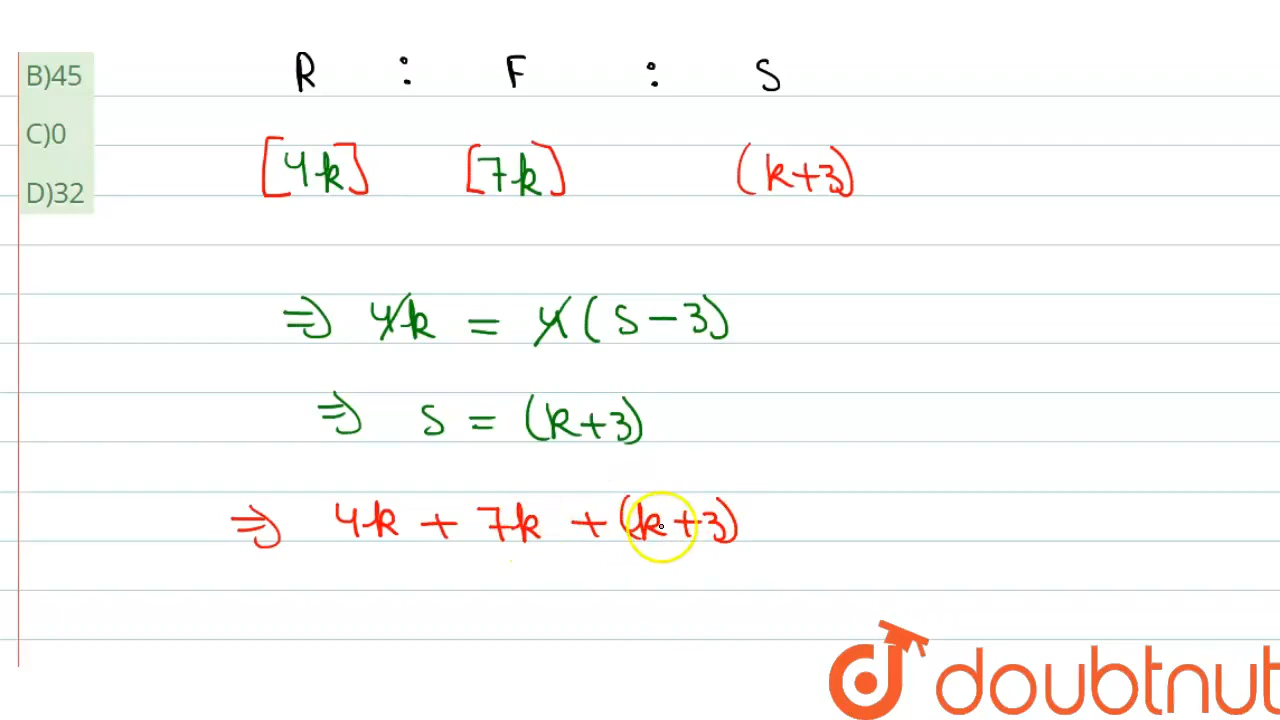 B)45
C)0
D)32
R : F : S
[4k] [7k] (k+3)
⇒ 4k = 4(S-3)
⇒ S = (k+3)
⇒ 4k + 7k + (k+3)
doubtnut